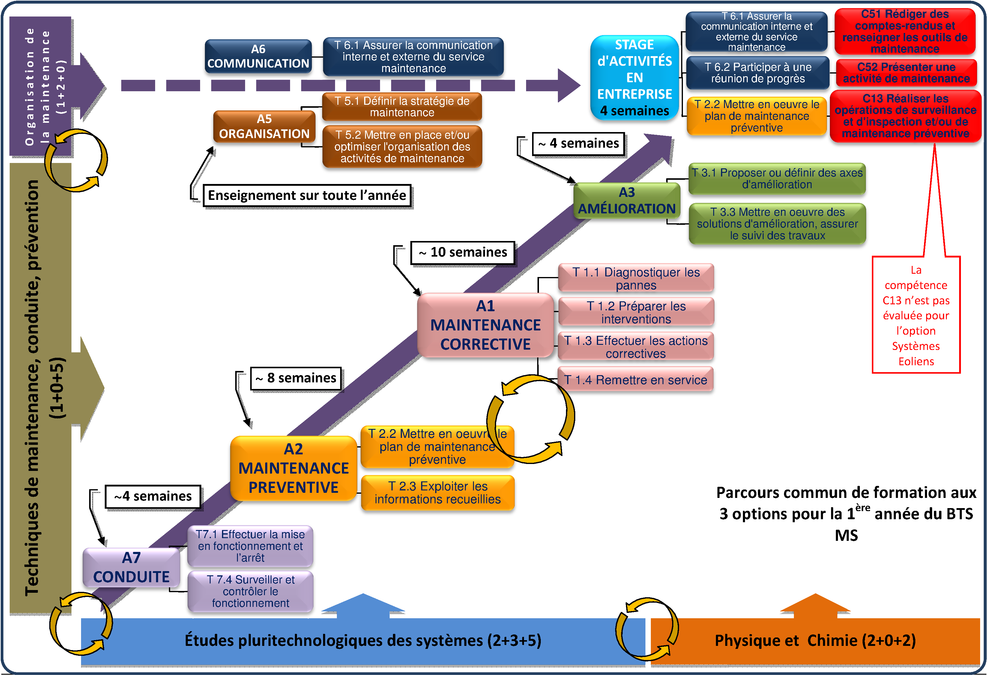 Organisation de
la maintenance
(1+2+0)
Techniques de maintenance, conduite, prévention
(1+0+5)
A6
COMMUNICATION
T 6.1 Assurer la communication
interne et externe du service
maintenance
A5
ORGANISATION
T 5.1 Définir la stratégie de
maintenance
T 5.2 Mettre en place et/ou
optimiser l'organisation des
activités de maintenance
Enseignement sur toute l'année
STAGE
d'ACTIVITÉS
EN
ENTREPRISE
4 semaines
T 6.1 Assurer la
communication interne et
externe du service
maintenance
C51 Rédiger des
comptes-rendus et
renseigner les outils de
maintenance
T 6.2 Participer à une
réunion de progrès
C52 Présenter une
activité de maintenance
T 2.2 Mettre en oeuvre le
plan de maintenance
préventive
C13 Réaliser les
opérations de surveillance
et d'inspection et/ou de
maintenance préventive
~ 4 semaines
A3
AMÉLIORATION
T 3.1 Proposer ou définir des axes
d'amélioration
T 3.3 Mettre en oeuvre des
solutions d'amélioration, assurer
le suivi des travaux
La
compétence
C13 n'est pas
évaluée pour
l'option
Systèmes
Eoliens
~ 10 semaines
A1
MAINTENANCE
CORRECTIVE
T 1.1 Diagnostiquer les
pannes
T 1.2 Préparer les
interventions
T 1.3 Effectuer les actions
correctives
T 1.4 Remettre en service
~ 8 semaines
A2
MAINTENANCE
PREVENTIVE
T 2.2 Mettre en oeuvre le
plan de maintenance
préventive
T 2.3 Exploiter les
informations recueillies
~4 semaines
A7
CONDUITE
T7.1 Effectuer la mise
en fonctionnement et
l'arrêt
T 7.4 Surveiller et
contrôler le
fonctionnement
Parcours commun de formation aux
3 options pour la 1ère année du BTS
MS
Études pluritechnologiques des systèmes (2+3+5)
Physique et Chimie (2+0+2)